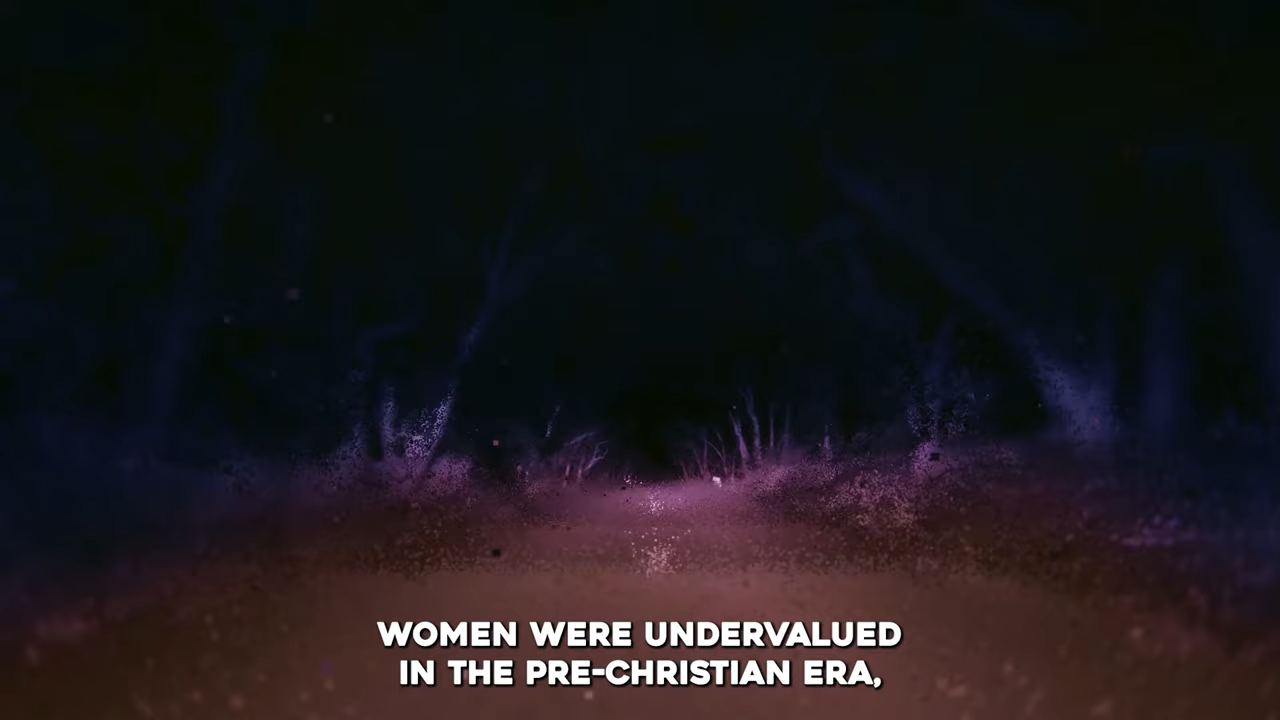 WOMEN WERE UNDERVALUED
IN THE PRE-CHRISTIAN ERA,